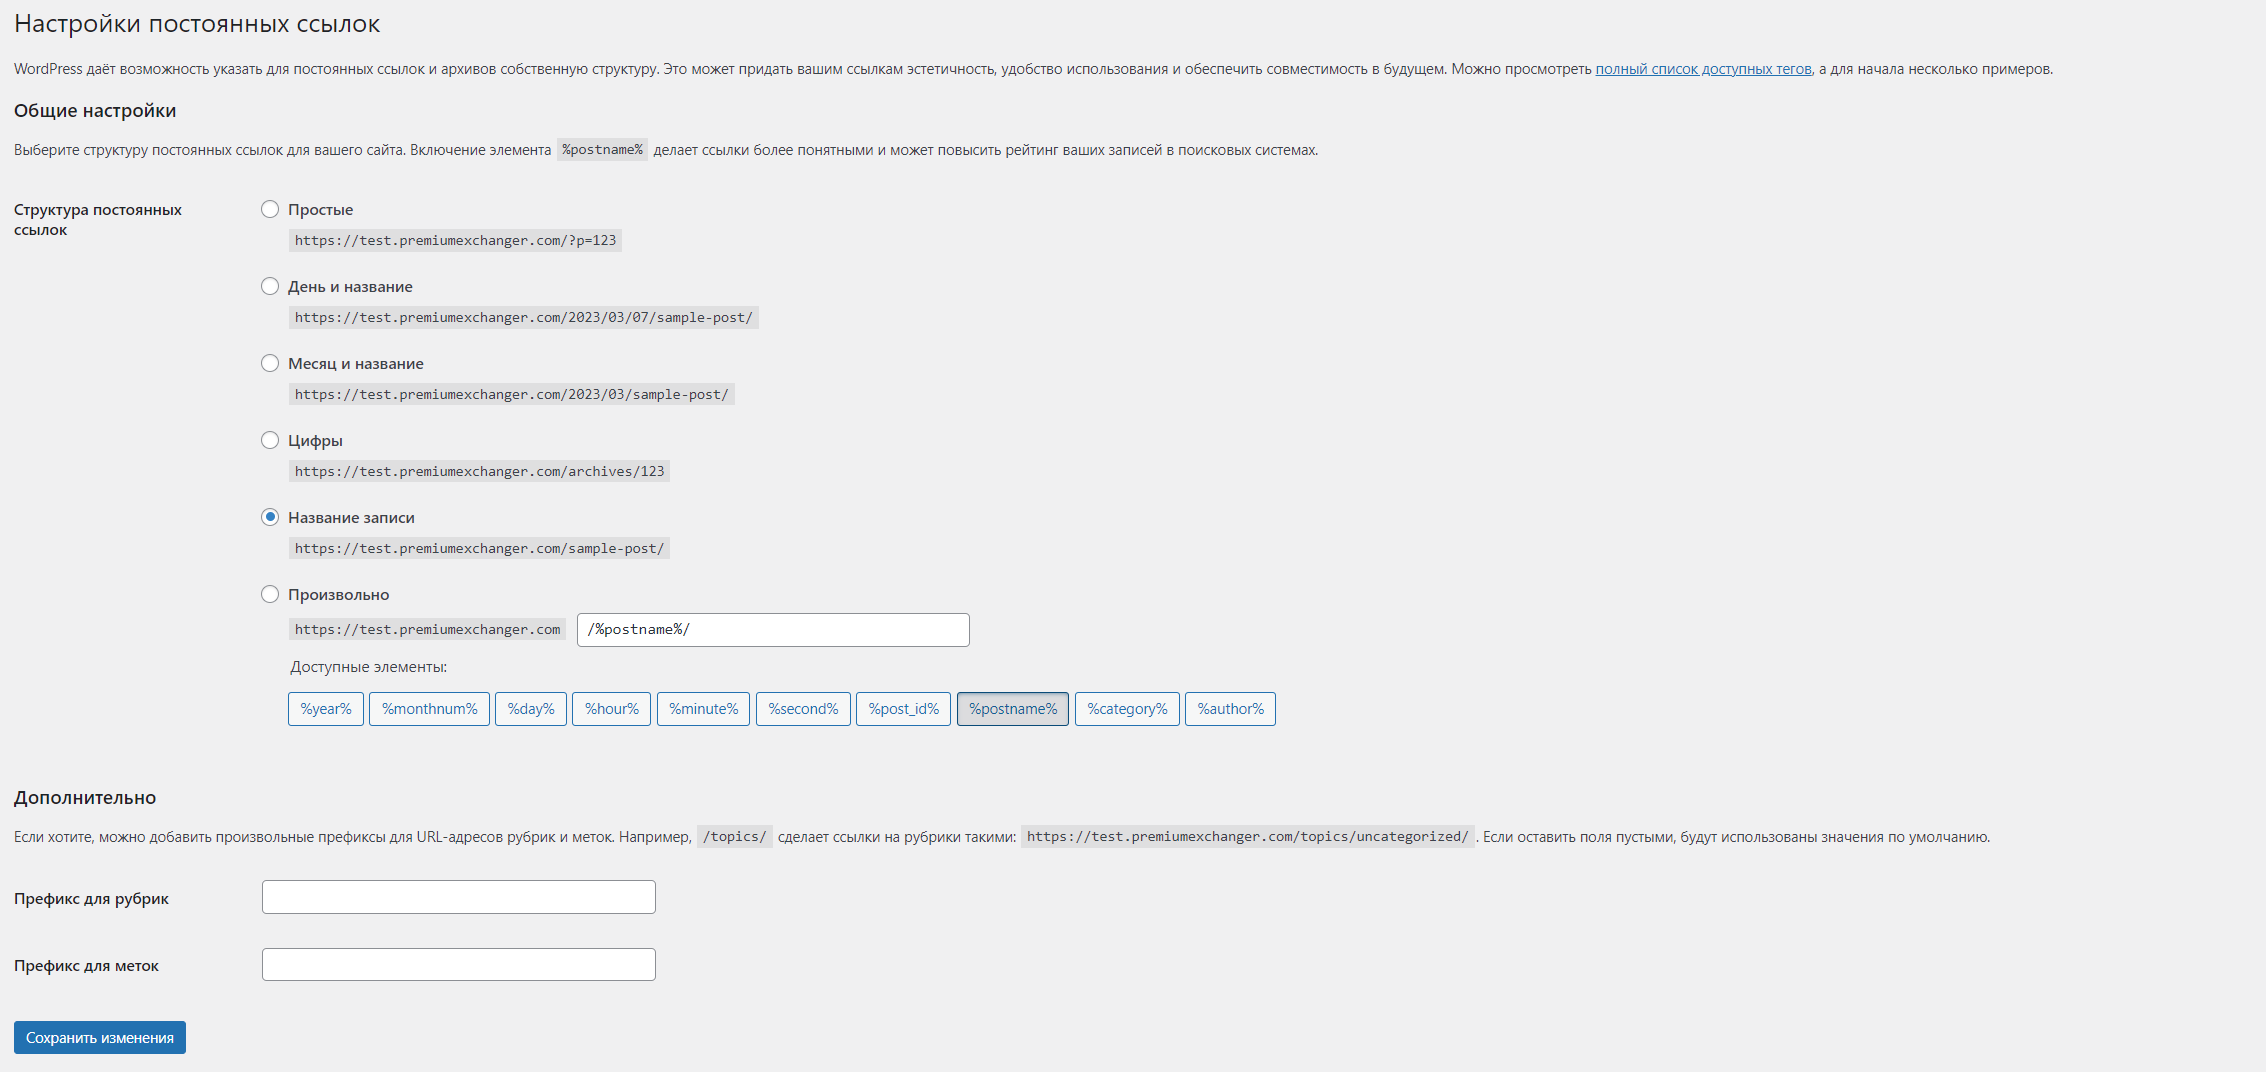 Настройки постоянных ссылок
WordPress даёт возможность указать для постоянных ссылок и архивов собственную структуру. Это может придать вашим ссылкам эстетичность, удобство использования и обеспечить совместимость в будущем. Можно просмотреть полный список доступных тегов, а для начала несколько примеров.
Общие настройки
Выберите структуру постоянных ссылок для вашего сайта. Включение элемента %postname% делает ссылки более понятными и может повысить рейтинг ваших записей в поисковых системах.
Структура постоянных
ссылок
Простые
https://test.premiumexchanger.com/?p=123
День и название
https://test.premiumexchanger.com/2023/03/07/sample-post/
Месяц и название
https://test.premiumexchanger.com/2023/03/sample-post/
Цифры
https://test.premiumexchanger.com/archives/123
Название записи
https://test.premiumexchanger.com/sample-post/
Произвольно
https://test.premiumexchanger.com /%postname%/
Доступные элементы:
%year% %monthnum% %day% %hour% %minute% %second% %post_id% %postname% %category% %author%
Дополнительно
Если хотите, можно добавить произвольные префиксы для URL-адресов рубрик и меток. Например, /topics/ сделает ссылки на рубрики такими: https://test.premiumexchanger.com/topics/uncategorized/ . Если оставить поля пустыми, будут использованы значения по умолчанию.
Префикс для рубрик
Префикс для меток
Сохранить изменения